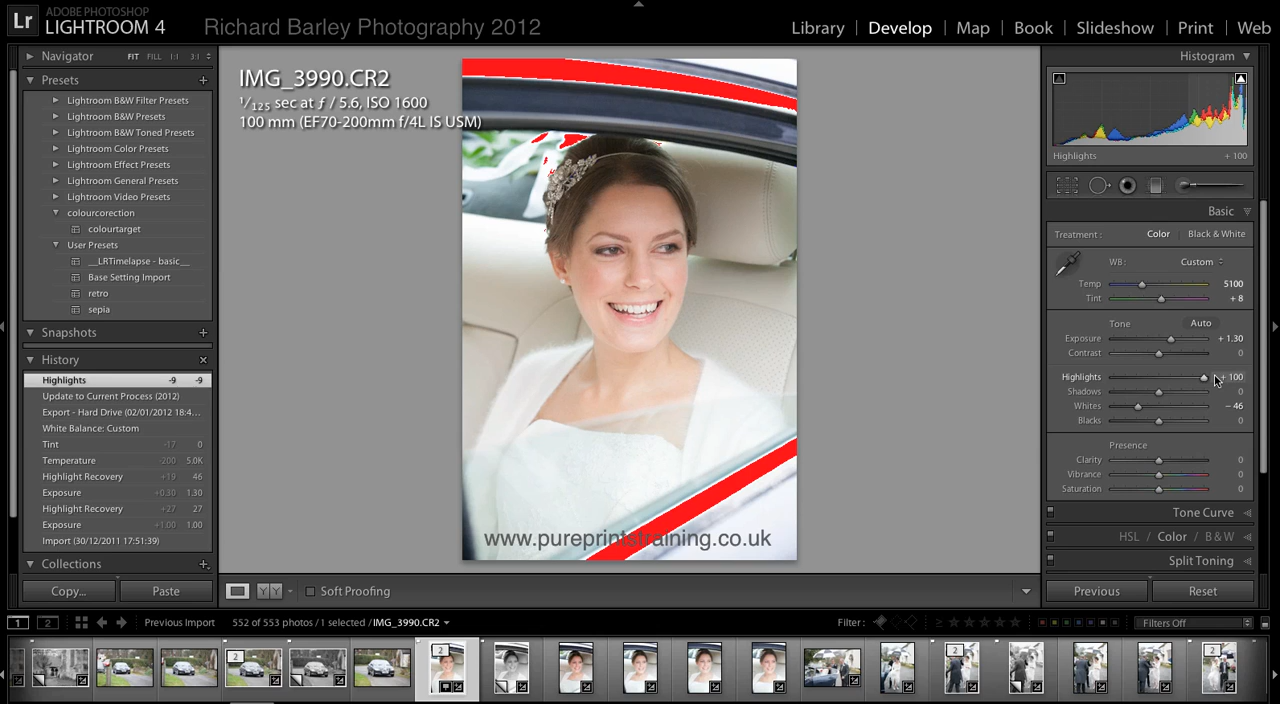 Lr
ADOBE PHOTOSHOP
LIGHTROOM 4
Richard Barley Photography 2012
Library | Develop | Map | Book | Slideshow | Print | Web
Navigator FIT FILL 1:1 3:1
Presets +
Lightroom B&W Filter Presets
Lightroom B&W Presets
Lightroom B&W Toned Presets
Lightroom Color Presets
Lightroom Effect Presets
Lightroom General Presets
Lightroom Video Presets
colourcorection
colourtarget
User Presets
__LRTimelapse - basic__
Base Setting Import
retro
sepia
Snapshots +
History ×
Highlights -9 -9
Update to Current Process (2012)
Export - Hard Drive (02/01/2012 18:4...
White Balance: Custom
Tint -17 0
Temperature -200 5.0K
Highlight Recovery +19 46
Exposure +0.30 1.30
Highlight Recovery +27 27
Exposure +1.00 1.00
Import (30/12/2011 17:51:39)
Collections +
Copy... Paste
IMG_3990.CR2
1/125 sec at ƒ / 5.6, ISO 1600
100 mm (EF70-200mm f/4L IS USM)
www.pureprintstraining.co.uk
Soft Proofing
Histogram
Highlights + 100
Basic
Treatment : Color Black & White
WB: Custom
Temp 5100
Tint + 8
Tone Auto
Exposure + 1.30
Contrast 0
Highlights + 100
Shadows 0
Whites − 46
Blacks 0
Presence
Clarity 0
Vibrance 0
Saturation 0
Tone Curve
HSL / Color / B & W
Split Toning
Previous Reset
1 2 Previous Import 552 of 553 photos / 1 selected / IMG_3990.CR2 Filter : ≥ Filters Off
2 2 2 2